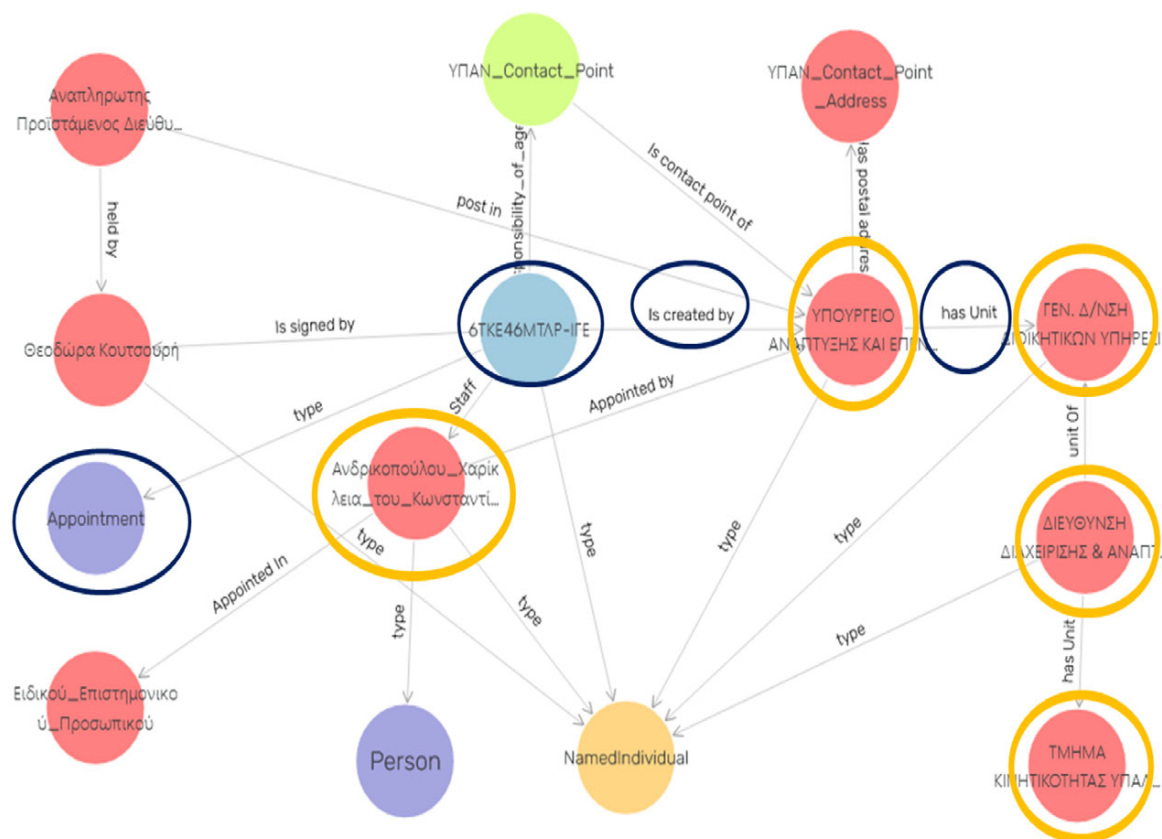 Αναπληρωτης
Προϊστάμενος Διεύθυ...
ΥΠΑΝ_Contact_Point
ΥΠΑΝ_Contact_Point
_Address
held by
post in
sponsibility_of_age
Is contact point of
Has postal addres
Θεοδώρα Κουτσουρή
Is signed by
6ΤΚΕ46ΜΤΛΡ-ΙΓΕ
Is created by
ΥΠΟΥΡΓΕΙΟ
ΑΝΑΠΤΥΞΗΣ ΚΑΙ ΕΠΕΝ...
has Unit
ΓΕΝ. Δ/ΝΣΗ
ΔΙΟΙΚΗΤΙΚΩΝ ΥΠΗΡΕΣΙ
type
Staff
Appointed by
unit Of
Appointment
Ανδρικοπούλου_Χαρίκ
λεια_του_Κωνσταντί...
type
type
type
type
ΔΙΕΥΘΥΝΣΗ
ΔΙΑΧΕΙΡΙΣΗΣ & ΑΝΑΠΤ...
Appointed In
type
type
type
has Unit
Ειδικού_Επιστημονικο
ύ_Προσωπικού
Person
NamedIndividual
ΤΜΗΜΑ
ΚΙΝΗΤΙΚΟΤΗΤΑΣ ΥΠΑΛ...